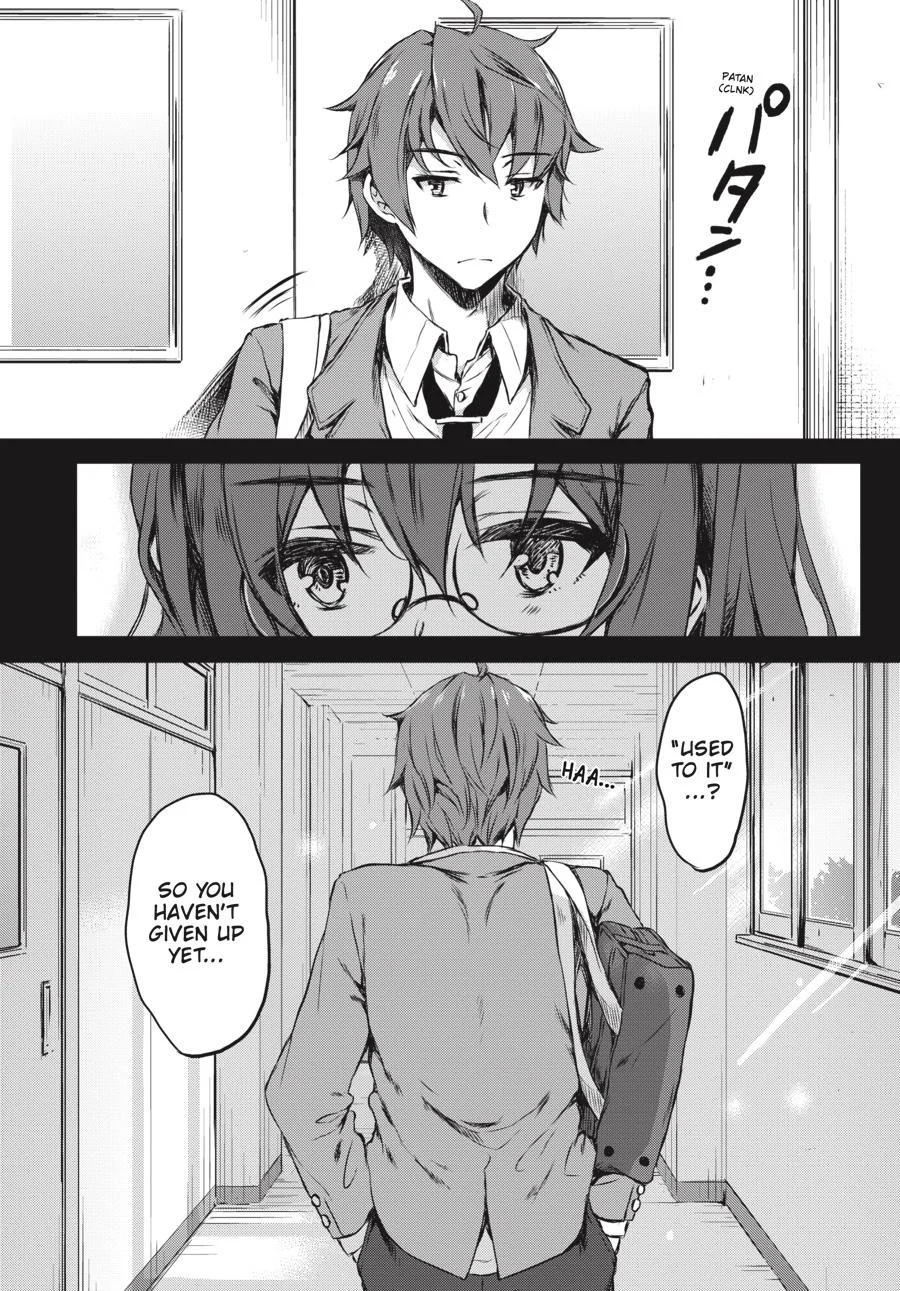 PATAN
(CLNK)
パタン…
"USED
TO IT"
…?
HAA...
SO YOU
HAVEN'T
GIVEN UP
YET...